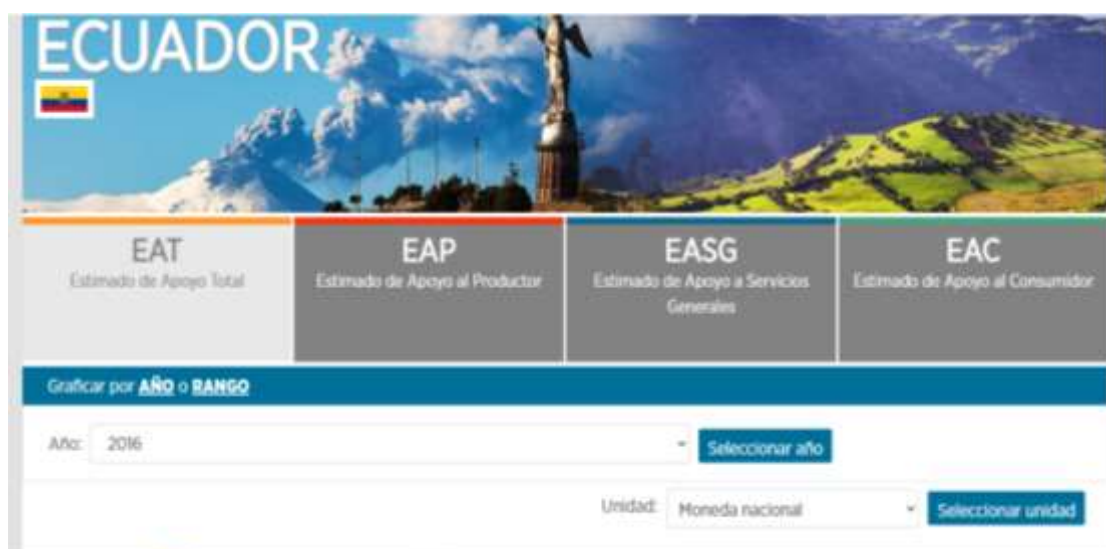 ECUADOR
EAT
Estimado de Apoyo Total
EAP
Estimado de Apoyo al Productor
EASG
Estimado de Apoyo a Servicios
Generales
EAC
Estimado de Apoyo al Consumidor
Graficar por AÑO o RANGO
Año: 2016 Seleccionar año
Unidad: Moneda nacional Seleccionar unidad